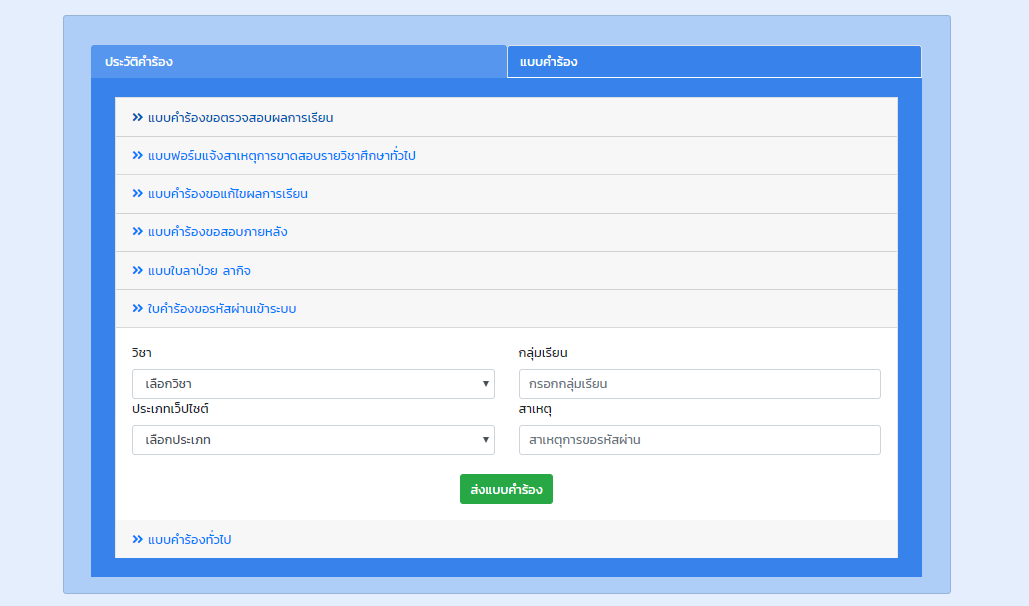 ประวัติคำร้อง
แบบคำร้อง
» แบบคำร้องขอตรวจสอบผลการเรียน
» แบบฟอร์มแจ้งสาเหตุการขาดสอบรายวิชาศึกษาทั่วไป
» แบบคำร้องขอแก้ไขผลการเรียน
» แบบคำร้องขอสอบภายหลัง
» แบบใบลาป่วย ลากิจ
» ใบคำร้องขอรหัสผ่านเข้าระบบ
วิชา
กลุ่มเรียน
เลือกวิชา
กรอกกลุ่มเรียน
ประเภทเว็ปไซต์
สาเหตุ
เลือกประเภท
สาเหตุการขอรหัสผ่าน
ส่งแบบคำร้อง
» แบบคำร้องทั่วไป